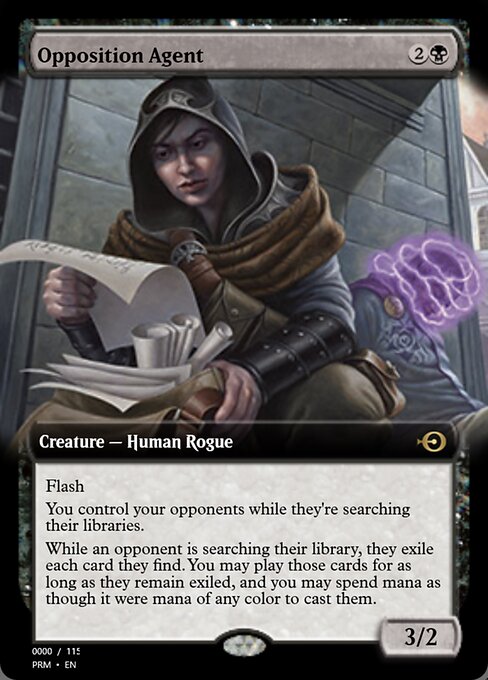 Opposition Agent 2
Creature — Human Rogue
Flash
You control your opponents while they're searching
their libraries.
While an opponent is searching their library, they exile
each card they find. You may play those cards for as
long as they remain exiled, and you may spend mana as
though it were mana of any color to cast them.
3/2
0000 / 115
PRM • EN